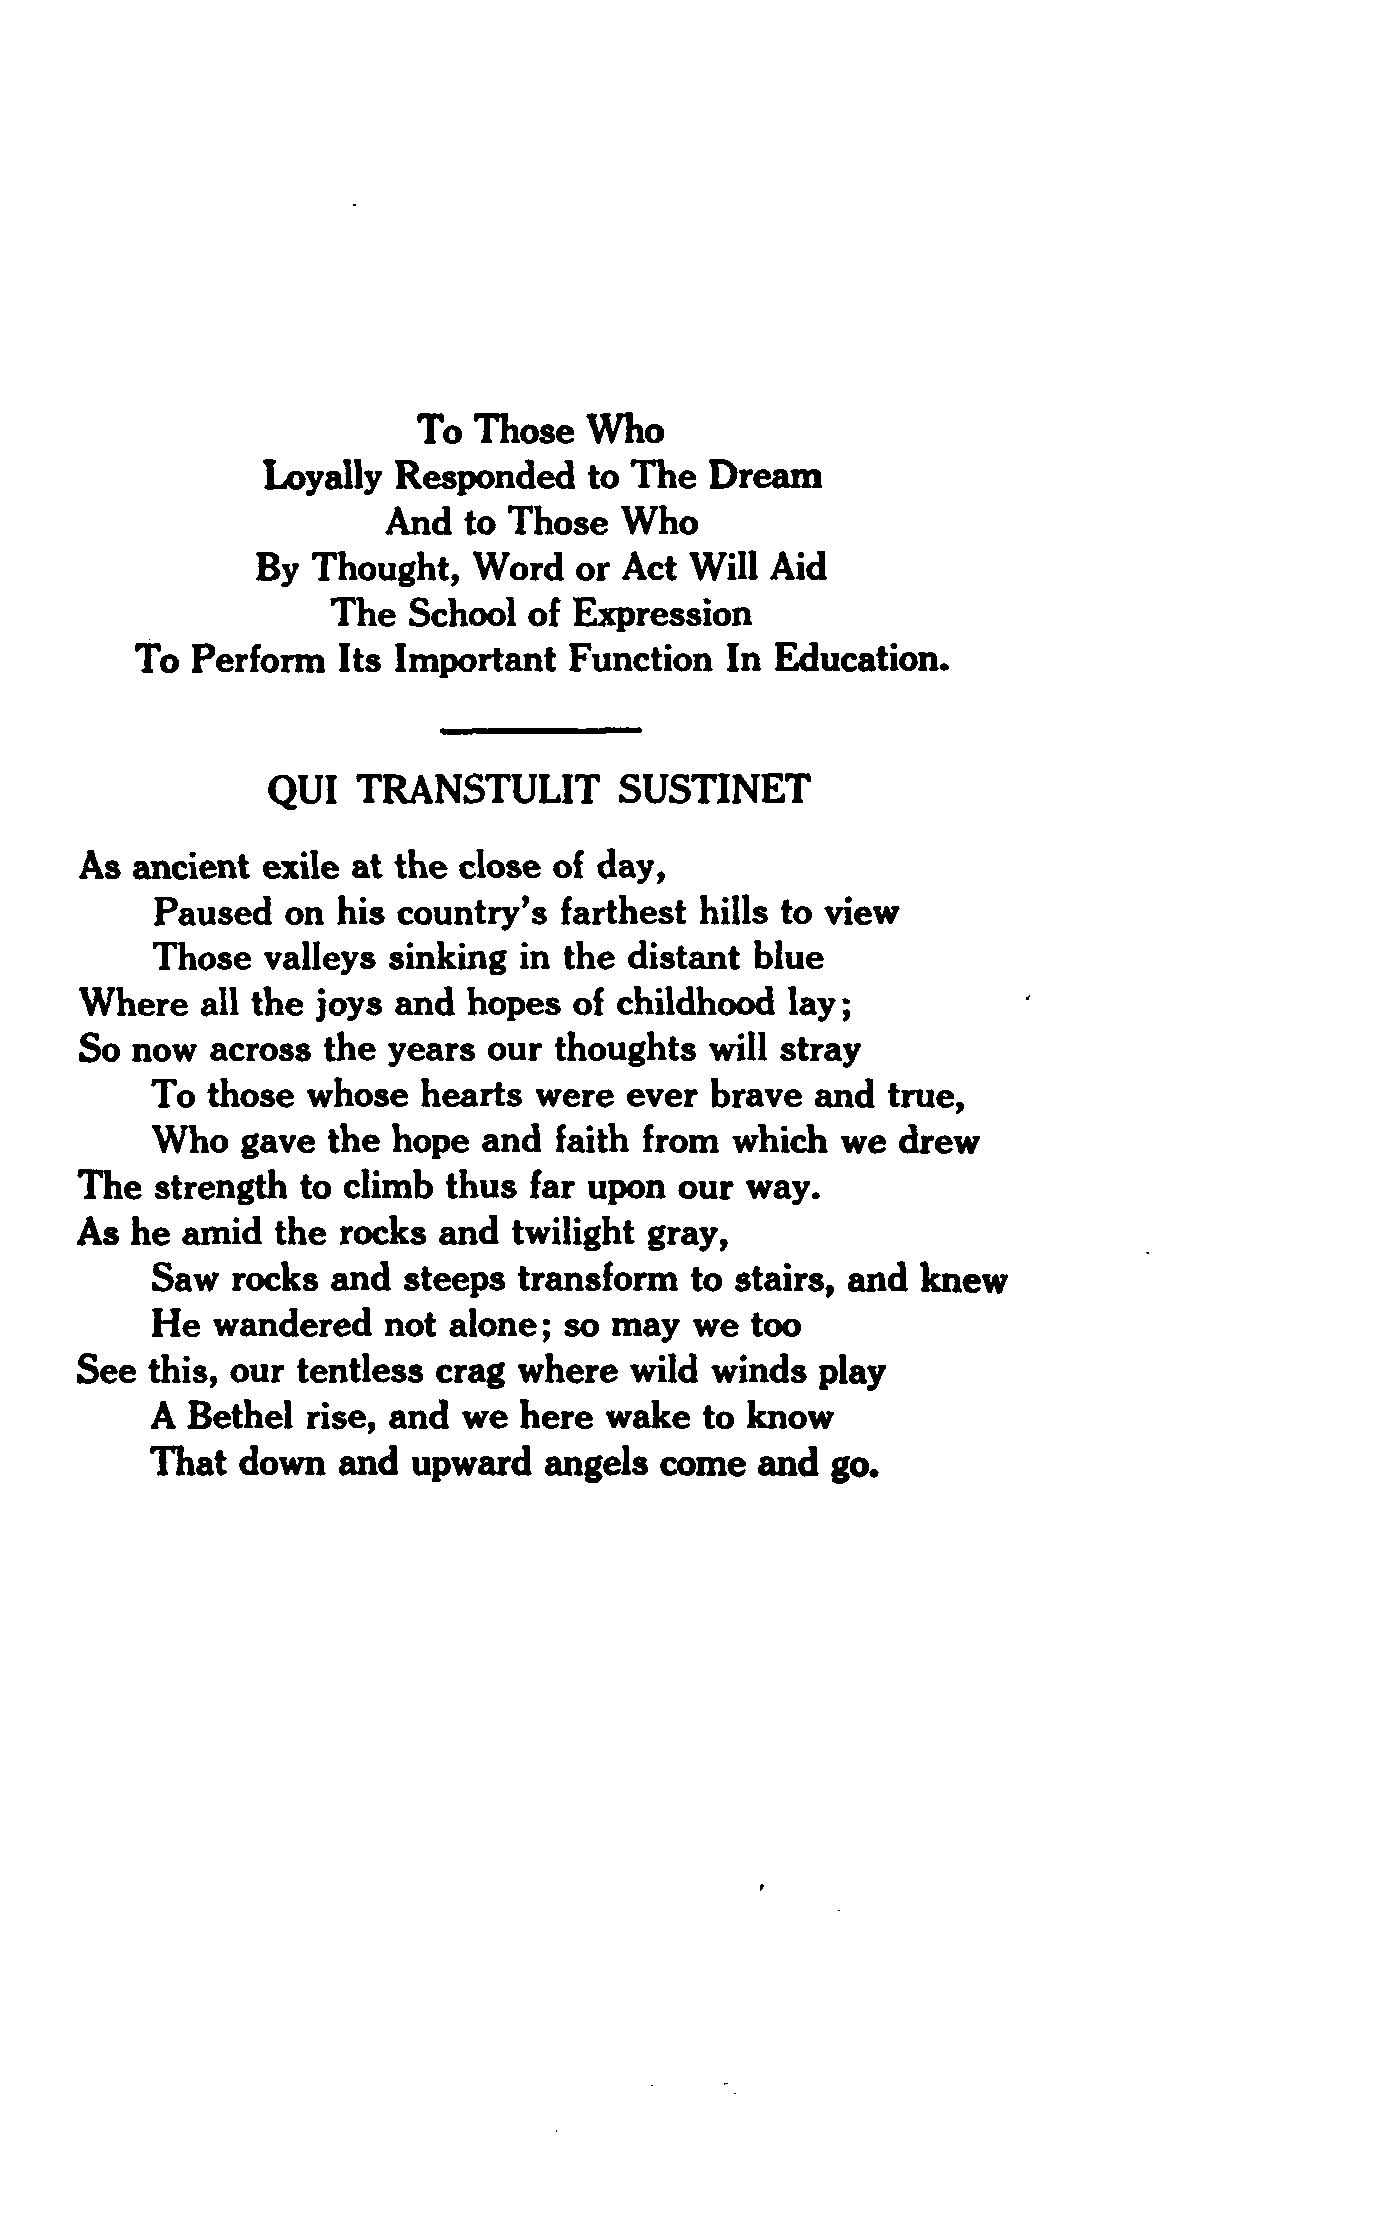 To Those Who
Loyally Responded to The Dream
And to Those Who
By Thought, Word or Act Will Aid
The School of Expression
To Perform Its Important Function In Education.
QUI TRANSTULIT SUSTINET
As ancient exile at the close of day,
Paused on his country's farthest hills to view
Those valleys sinking in the distant blue
Where all the joys and hopes of childhood lay;
So now across the years our thoughts will stray
To those whose hearts were ever brave and true,
Who gave the hope and faith from which we drew
The strength to climb thus far upon our way.
As he amid the rocks and twilight gray,
Saw rocks and steeps transform to stairs, and knew
He wandered not alone; so may we too
See this, our tentless crag where wild winds play
A Bethel rise, and we here wake to know
That down and upward angels come and go.